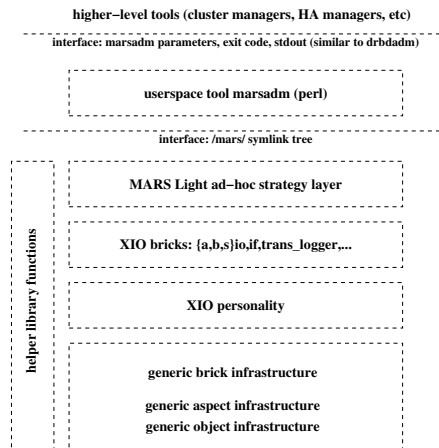 higher−level tools (cluster managers, HA managers, etc)
interface: marsadm parameters, exit code, stdout (similar to drbdadm)
userspace tool marsadm (perl)
interface: /mars/ symlink tree
MARS Light ad−hoc strategy layer
helper library functions
XIO bricks: {a,b,s}io,if,trans_logger,...
XIO personality
generic brick infrastructure
generic aspect infrastructure
generic object infrastructure